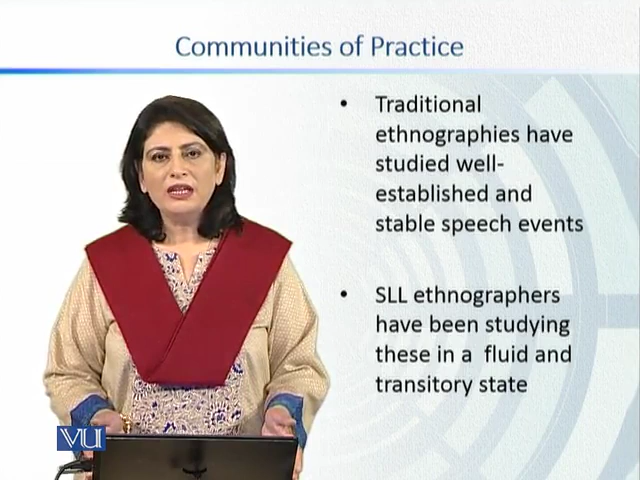 Communities of Practice
• Traditional
ethnographies have
studied well-
established and
stable speech events
• SLL ethnographers
have been studying
these in a  fluid and
transitory state
VU